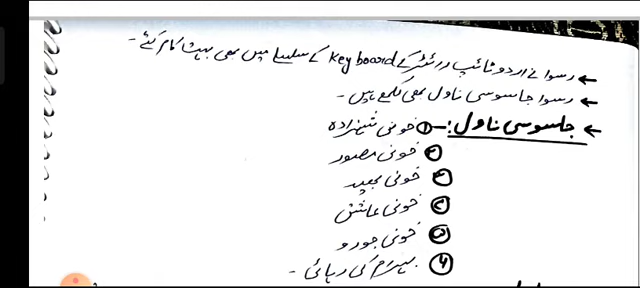 ← رسوا نے اردو ٹائپ رائٹر کے Key board کے سلسلے میں بھی بہت کام کئے۔
← رسوا جاسوسی ناول بھی لکھے ہیں۔
← جاسوسی ناول :- ① خونی شہزادہ
② خونی مصور
③ خونی بھید
④ خونی عاشق
⑤ خونی جورو
⑥ بہرام کی رہائی۔